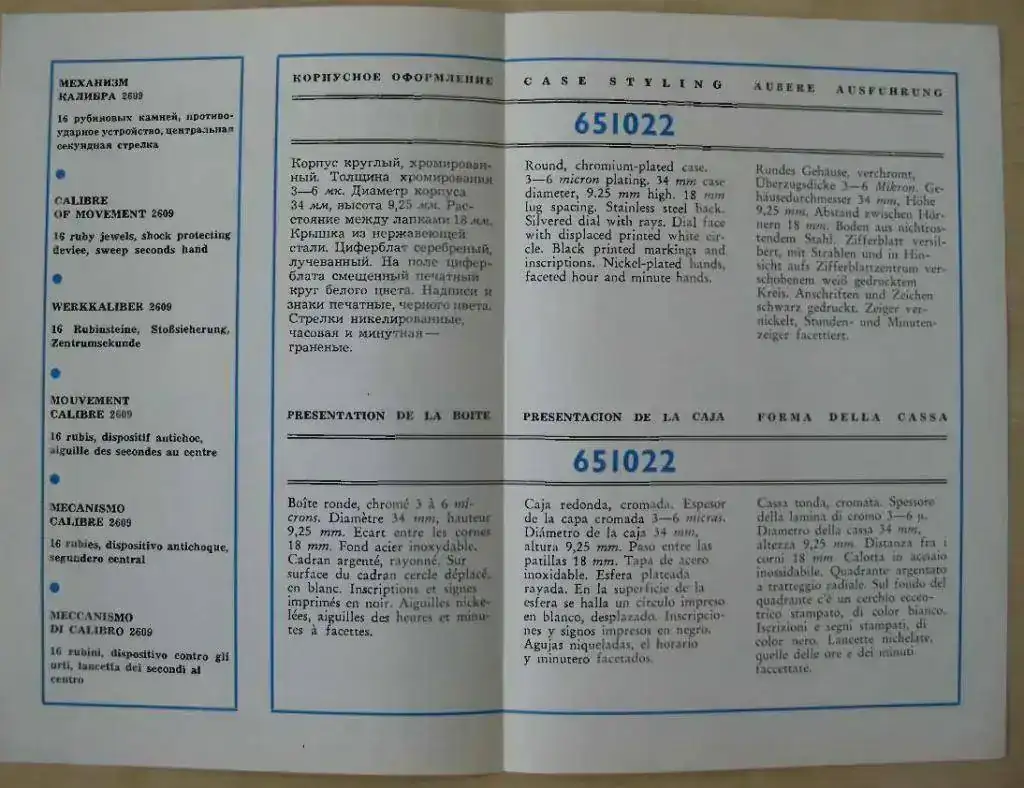 МЕХАНИЗМ
КАЛИБРА 2609
16 рубиновых камней, противо-
ударное устройство, центральная
секундная стрелка
CALIBRE
OF MOVEMENT 2609
16 ruby jewels, shock protecting
device, sweep seconds hand
WERKKALIBER 2609
16 Rubinsteine, Stoßsicherung,
Zentrumsekunde
MOUVEMENT
CALIBRE 2609
16 rubis, dispositif antichoc,
aiguille des secondes au centre
MECANISMO
CALIBRE 2609
16 rubies, dispositivo antichoque,
segundero central
MECCANISMO
DI CALIBRO 2609
16 rubini, dispositivo contro gli
urti, lancetta dei secondi al
centro
КОРПУСНОЕ ОФОРМЛЕНИЕ
CASE STYLING
AUßERE AUSFUHRUNG
651022
Корпус круглый, хромирован-
ный. Толщина хромирования
3—6 мк. Диаметр корпуса
34 мм, высота 9,25 мм. Рас-
стояние между лапками 18 мм.
Крышка из нержавеющей
стали. Циферблат серебреный,
лучеванный. На поле цифер-
блата смещенный печатный
круг белого цвета. Надписи и
знаки печатные, черного цвета.
Стрелки никелированные,
часовая и минутная —
граненые.
Round, chromium-plated case.
3—6 micron plating. 34 mm case
diameter, 9.25 mm high. 18 mm
lug spacing. Stainless steel back.
Silvered dial with rays. Dial face
with displaced printed white cir-
cle. Black printed markings and
inscriptions. Nickel-plated hands,
faceted hour and minute hands.
Rundes Gehäuse, verchromt,
Überzugsdicke 3—6 Mikron. Ge-
häusedurchmesser 34 mm, Höhe
9,25 mm, Abstand zwischen Hör-
nern 18 mm. Boden aus nichtros-
tendem Stahl. Zifferblatt versil-
bert, mit Strahlen und in Hin-
sicht aufs Zifferblattzentrum ver-
schobenem weiß gedrucktem
Kreis. Anschriften und Zeichen
schwarz gedruckt. Zeiger ver-
nickelt, Stunden- und Minuten-
zeiger facettiert.
PRESENTATION DE LA BOITE
PRESENTACION DE LA CAJA
FORMA DELLA CASSA
651022
Boîte ronde, chromé 3 à 6 mi-
crons. Diamètre 34 mm, hauteur
9,25 mm. Ecart entre les cornes
18 mm. Fond acier inoxydable.
Cadran argenté, rayonné. Sur
surface du cadran cercle déplacé,
en blanc. Inscriptions et signes
imprimés en noir. Aiguilles nicke-
lées, aiguilles des heures et minu-
tes à facettes.
Caja redonda, cromada. Espesor
de la capa cromada 3—6 micras.
Diámetro de la caja 34 mm,
altura 9,25 mm. Paso entre las
patillas 18 mm. Tapa de acero
inoxidable. Esfera plateada
rayada. En la superficie de la
esfera se halla un círculo impreso
en blanco, desplazado. Inscripcio-
nes y signos impresos en negro.
Agujas niqueladas, el horario
y minutero facetados.
Cassa tonda, cromata. Spessore
della lamina di cromo 3—6 μ.
Diametro della cassa 34 mm,
alterza 9,25 mm. Distanza fra i
corni 18 mm. Calotta in acciaio
inossidabile. Quadrante argentato
a tratteggio radiale. Sul fondo del
quadrante c'è un cerchio eccen-
trico stampato, di color bianco.
Iscrizioni e segni stampati, di
color nero. Lancette nichelate,
quelle delle ore e dei minuti
faccettate.